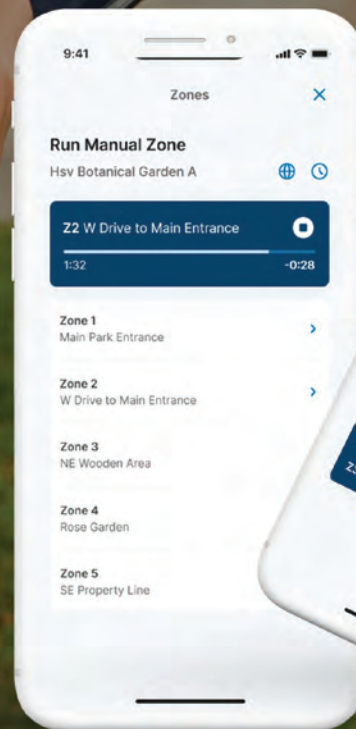 9:41
Zones
Run Manual Zone
Hsv Botanical Garden A
Z2 W Drive to Main Entrance
1:32 -0:28
Zone 1
Main Park Entrance
Zone 2
W Drive to Main Entrance
Zone 3
NE Wooden Area
Zone 4
Rose Garden
Zone 5
SE Property Line